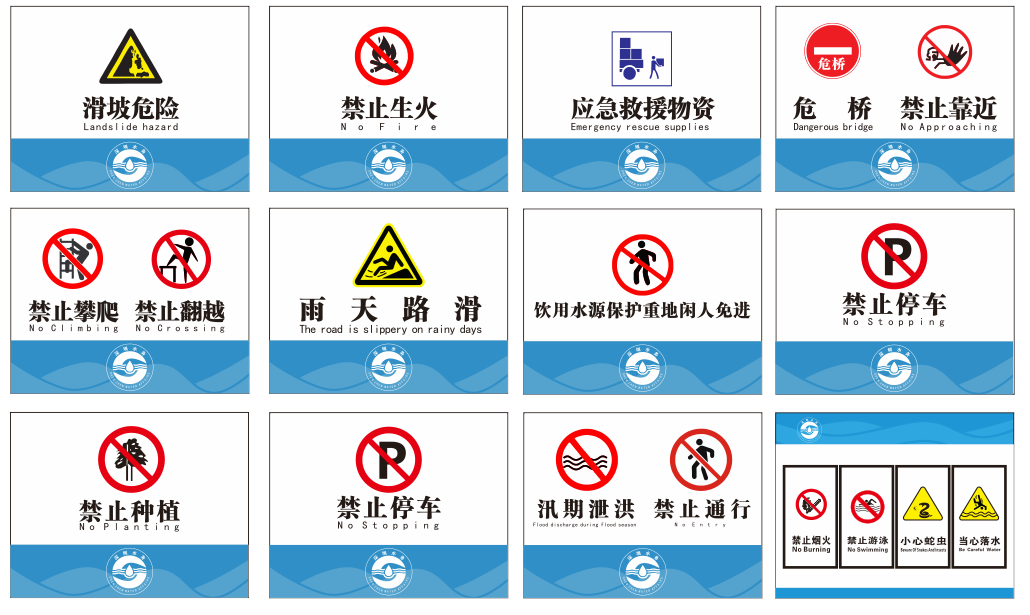 滑坡危险
Landslide hazard
禁止生火
No Fire
应急救援物资
Emergency rescue supplies
危桥
危 桥
Dangerous bridge
禁止靠近
No Approaching
禁止攀爬
No Climbing
禁止翻越
No Crossing
雨 天 路 滑
The road is slippery on rainy days
饮用水源保护重地闲人免进
P
禁止停车
No Stopping
禁止种植
No Planting
P
禁止停车
No Stopping
汛期泄洪
Flood discharge during flood season
禁止通行
No Entry
禁止烟火
No Burning
禁止游泳
No Swimming
小心蛇虫
Beware Of Snakes And Insects
当心落水
Be Careful Water